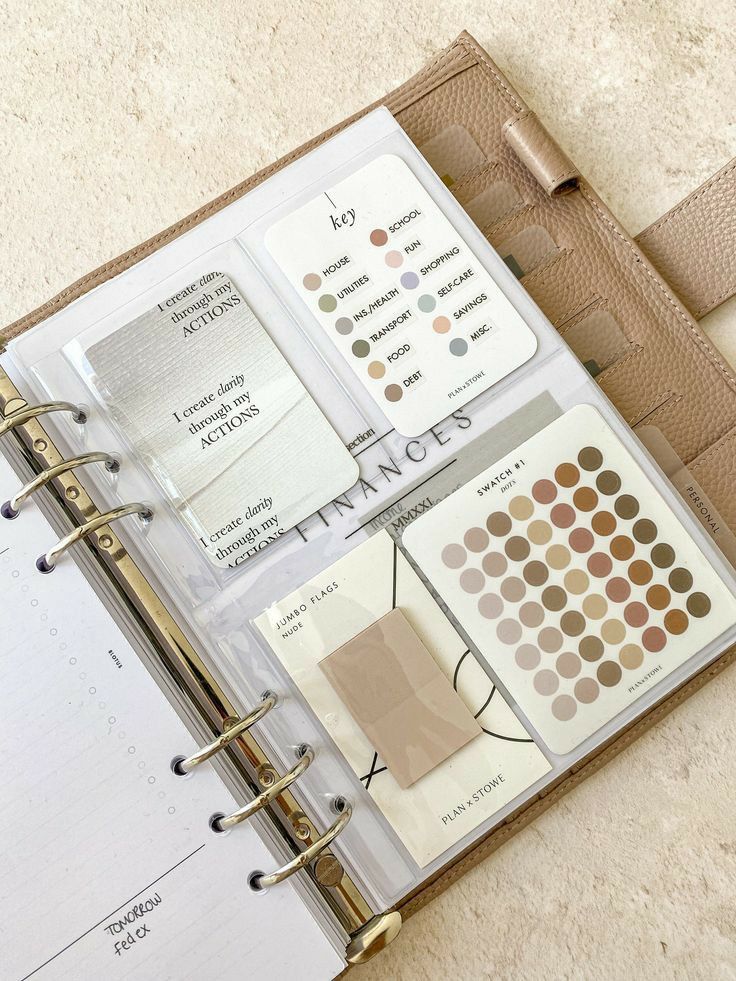 I create clarity
through my
ACTIONS
I create clarity
through my
ACTIONS
I create clarity
through my
ACTIONS
key
HOUSE
UTILITIES
INS./HEALTH
TRANSPORT
FOOD
DEBT
SCHOOL
FUN
SHOPPING
SELF-CARE
SAVINGS
MISC.
PLAN x STOWE
FINANCES
MMXXI
JUMBO FLAGS
NUDE
PLAN x STOWE
SWATCH #1
DOTS
PLAN x STOWE
PERSONAL
TOMORROW
Fedex